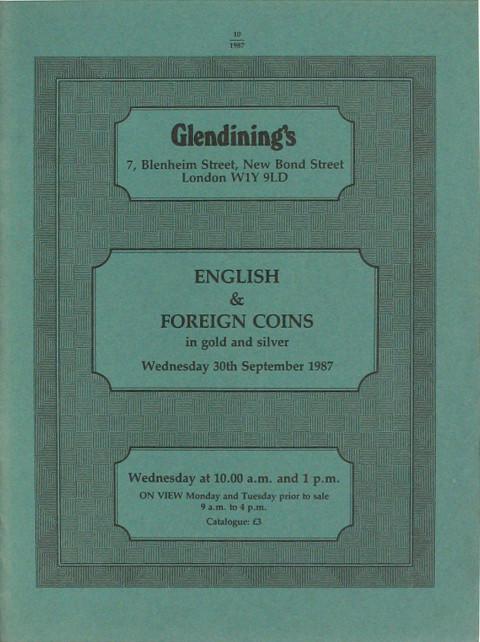 10
1987
Glendining's
7, Blenheim Street, New Bond Street
London W1Y 9LD
ENGLISH
&
FOREIGN COINS
in gold and silver
Wednesday 30th September 1987
Wednesday at 10.00 a.m. and 1 p.m.
ON VIEW Monday and Tuesday prior to sale
9 a.m. to 4 p.m.
Catalogue: £3